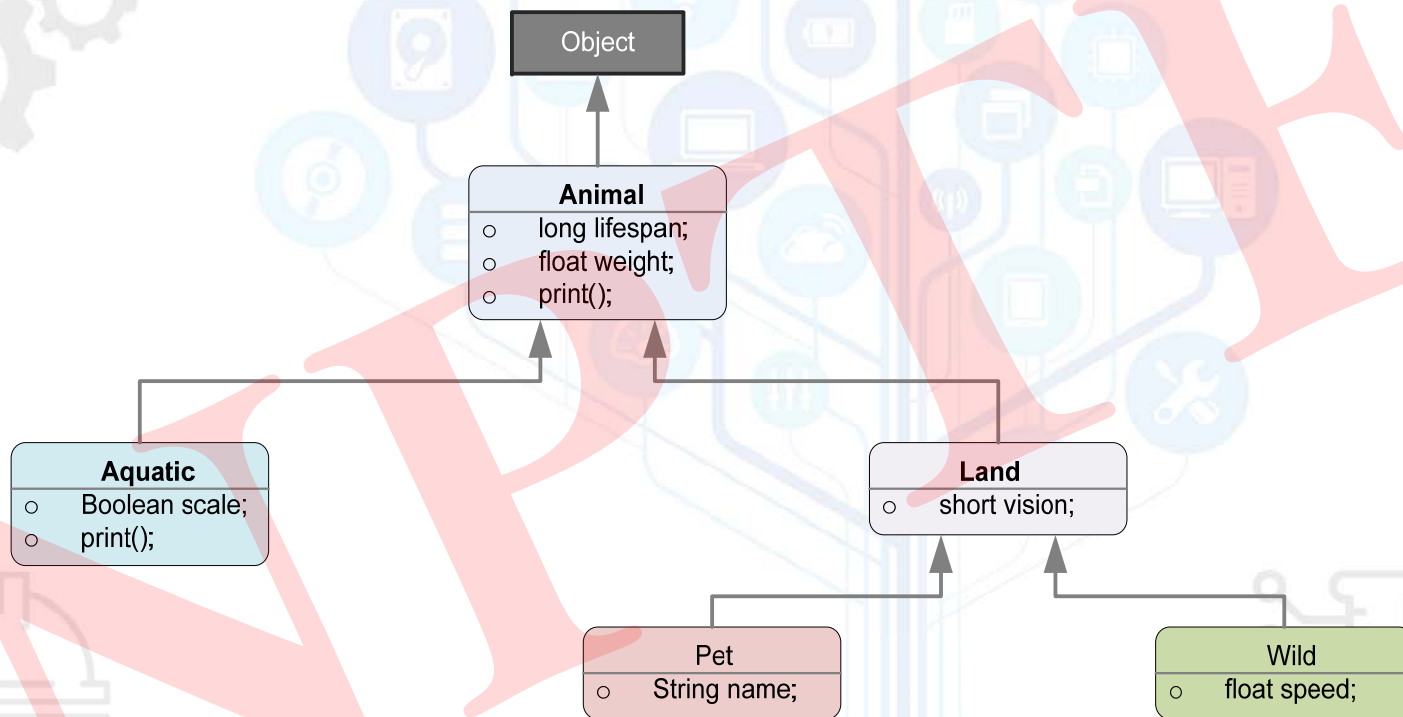 Object
Animal
○ long lifespan;
○ float weight;
○ print();
Aquatic
○ Boolean scale;
○ print();
Land
○ short vision;
Pet
○ String name;
Wild
○ float speed;
NPTE